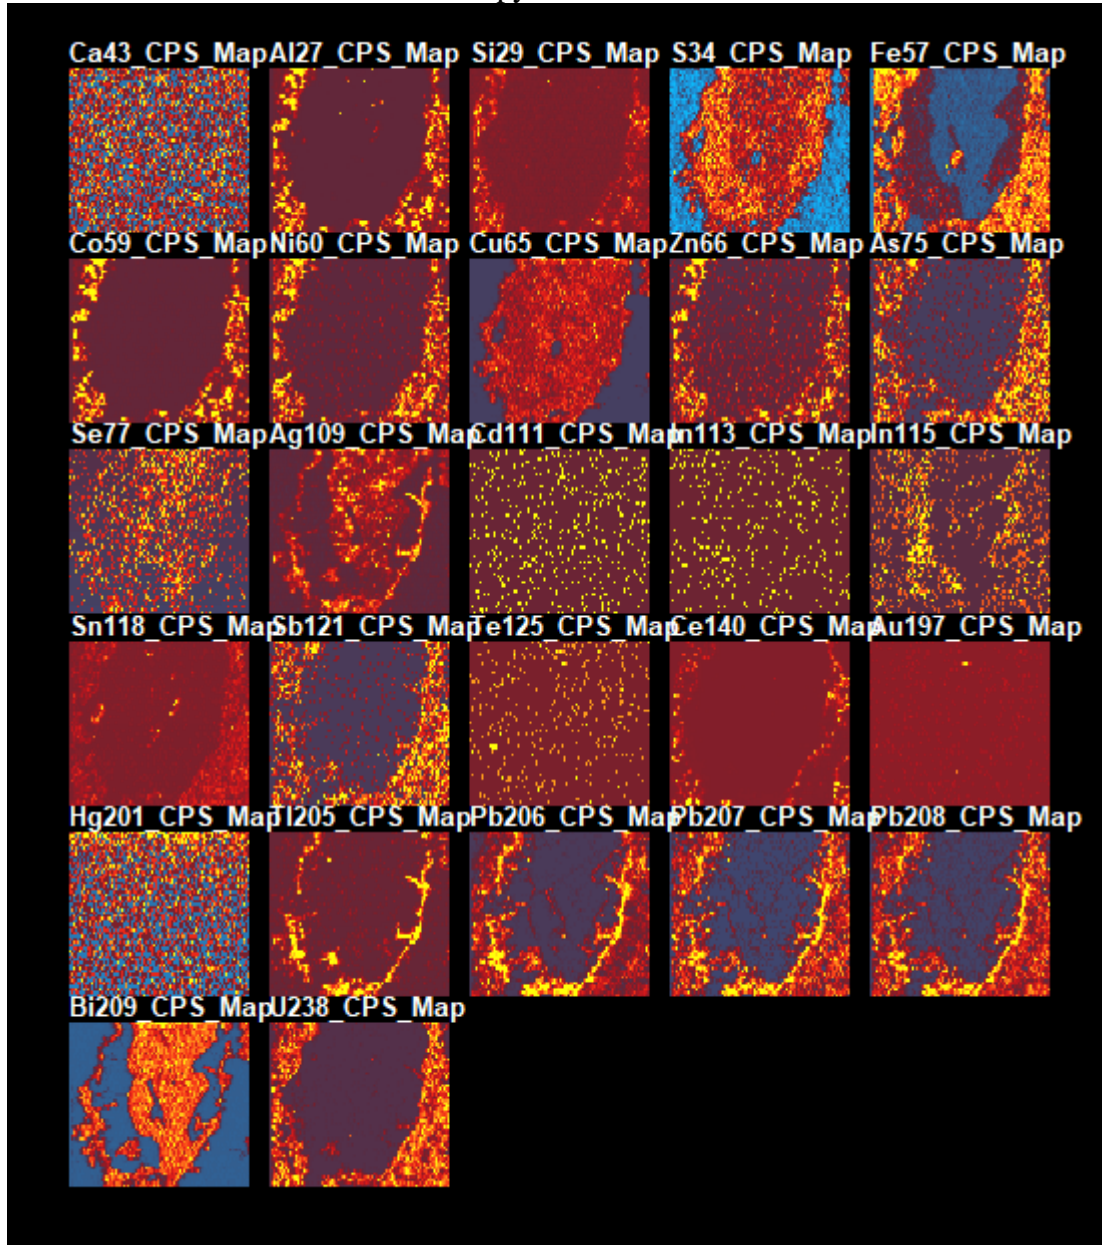 Ca43_CPS_Map Al27_CPS_Map Si29_CPS_Map S34_CPS_Map Fe57_CPS_Map
Co59_CPS_Map Ni60_CPS_Map Cu65_CPS_Map Zn66_CPS_Map As75_CPS_Map
Se77_CPS_Map Ag109_CPS_Map Cd111_CPS_Map In113_CPS_Map In115_CPS_Map
Sn118_CPS_Map Sb121_CPS_Map Te125_CPS_Map Ce140_CPS_Map Au197_CPS_Map
Hg201_CPS_Map Tl205_CPS_Map Pb206_CPS_Map Pb207_CPS_Map Pb208_CPS_Map
Bi209_CPS_Map U238_CPS_Map